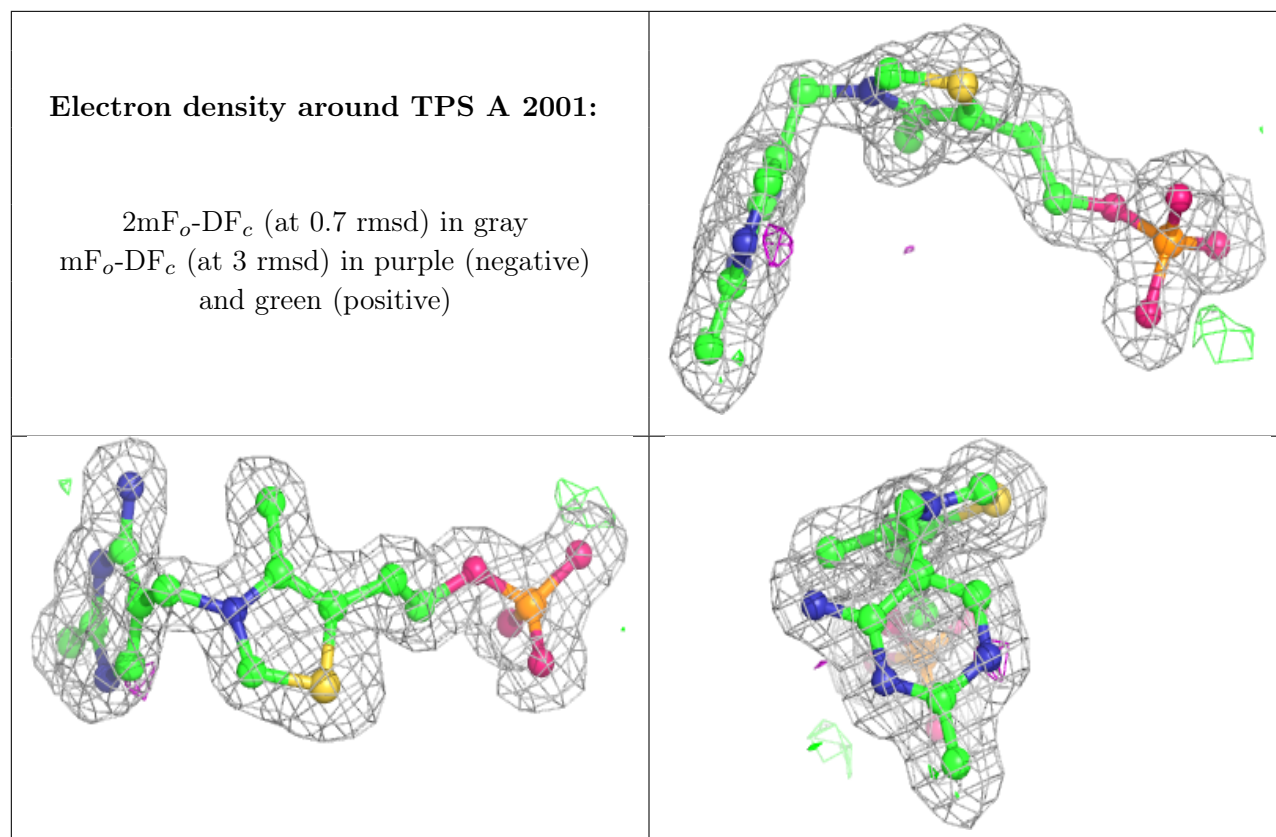 Electron density around TPS A 2001:
2mFo-DFc (at 0.7 rmsd) in gray
mFo-DFc (at 3 rmsd) in purple (negative)
and green (positive)